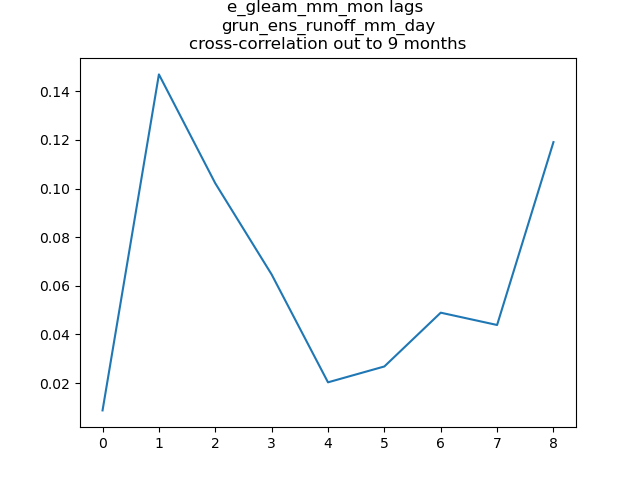 e_gleam_mm_mon lags
grun_ens_runoff_mm_day
cross-correlation out to 9 months
0.14
0.12
0.10
0.08
0.06
0.04
0.02
0 1 2 3 4 5 6 7 8